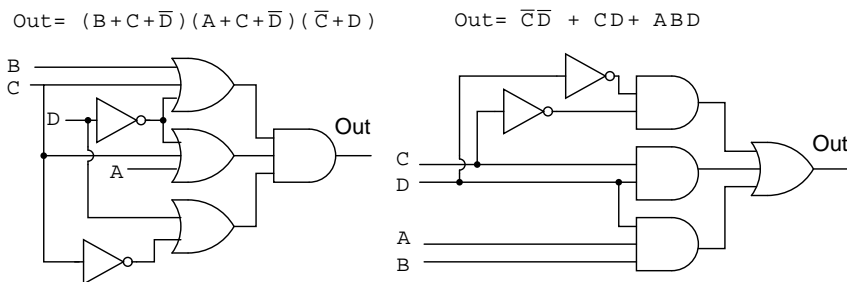 Out= (B+C+D̅)(A+C+D̅)(C̅+D)
Out= C̅D̅ + CD+ ABD
B
C
D
A
Out
C
D
A
B
Out